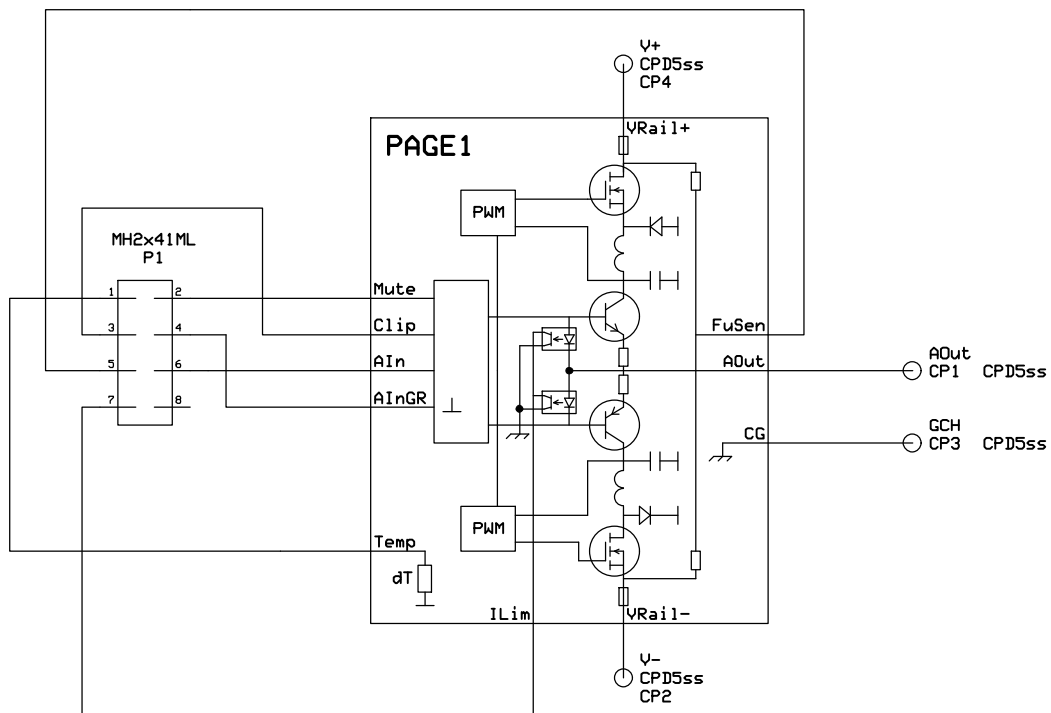 V+
CPD5ss
CP4
VRail+
PAGE1
PWM
MH2x41ML
P1
1
2
Mute
3
4
Clip
FuSen
5
6
AIn
AOut
AOut
CP1 CPD5ss
7
8
AInGR
CG
GCH
CP3 CPD5ss
PWM
Temp
dT
ILim
VRail-
V-
CPD5ss
CP2